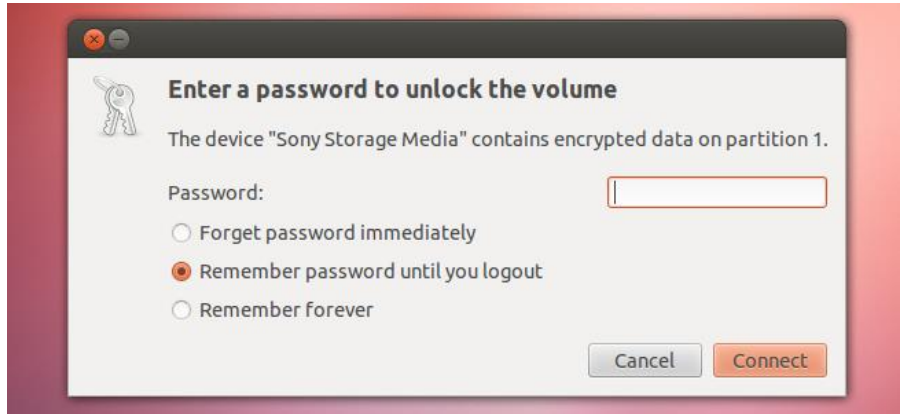 Enter a password to unlock the volume
The device "Sony Storage Media" contains encrypted data on partition 1.
Password:
Forget password immediately
Remember password until you logout
Remember forever
Cancel Connect